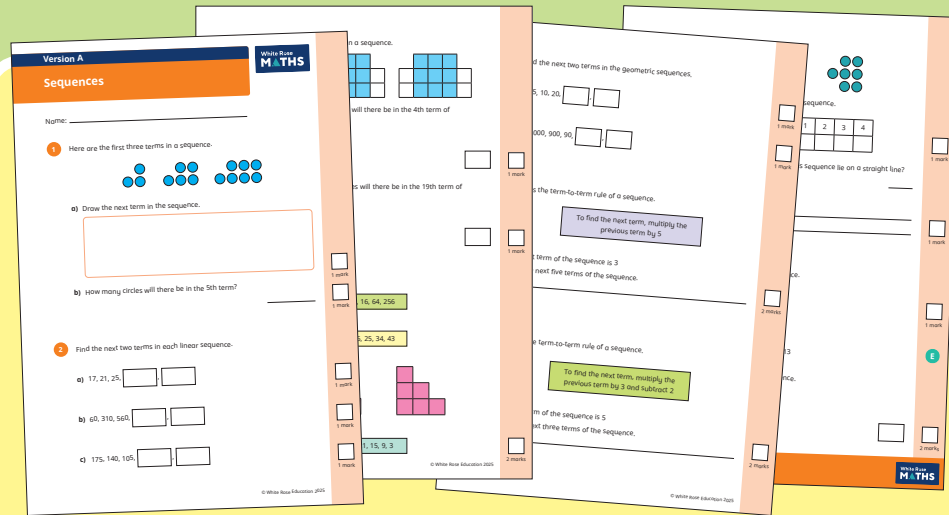 Version A
White Rose
MATHS
Sequences
Name:
1
Here are the first three terms in a sequence.
a) Draw the next term in the sequence.
1 mark
b) How many circles will there be in the 5th term?
1 mark
2
Find the next two terms in each linear sequence.
a) 17, 21, 25, ,
1 mark
b) 60, 310, 560, ,
1 mark
c) 175, 140, 105, ,
1 mark
© White Rose Education 2025
a sequence.
will there be in the 4th term of
1 mark
will there be in the 19th term of
1 mark
16, 64, 256
25, 34, 43
15, 9, 3
2 marks
© White Rose Education 2025
the next two terms in the geometric sequences.
5, 10, 20, ,
1 mark
900, 90, ,
1 mark
the term-to-term rule of a sequence.
To find the next term, multiply the
previous term by 5
term of the sequence is 3
next five terms of the sequence.
2 marks
term-to-term rule of a sequence.
To find the next term, multiply the
previous term by 3 and subtract 2
of the sequence is 5
next three terms of the sequence.
2 marks
© White Rose Education 2025
sequence.
1 2 3 4
1 mark
sequence lie on a straight line?
1 mark
1 mark
13
E
2 marks
White Rose
MATHS